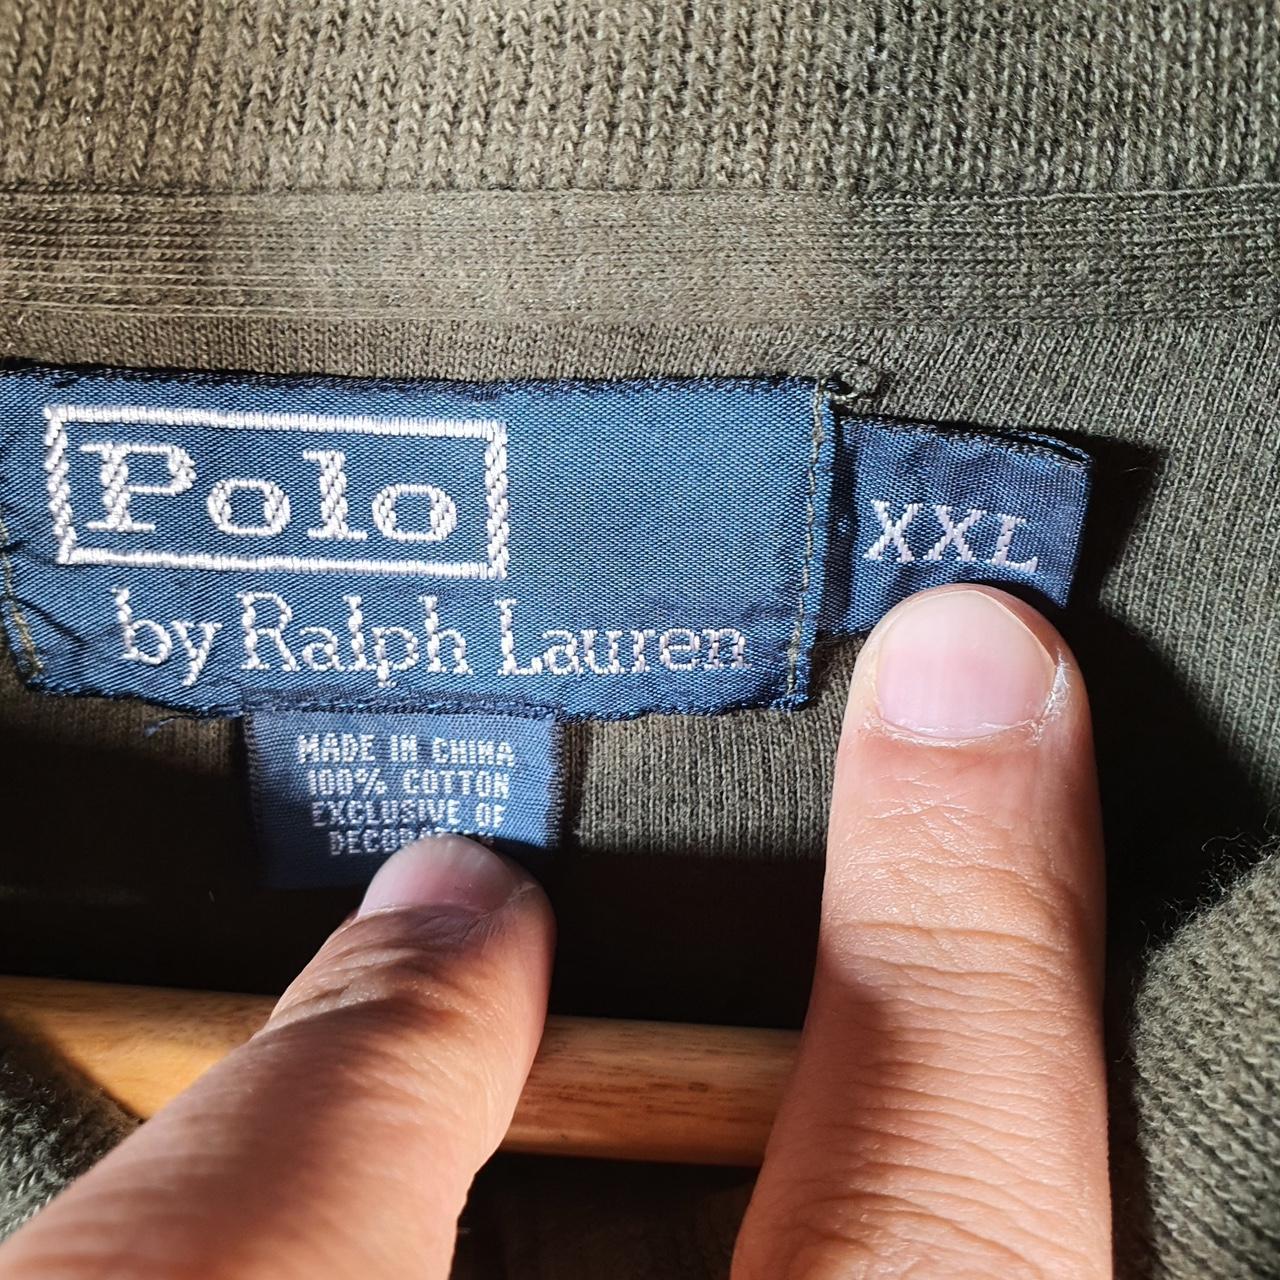 Polo
by Ralph Lauren
XXL
MADE IN CHINA
100% COTTON
EXCLUSIVE OF